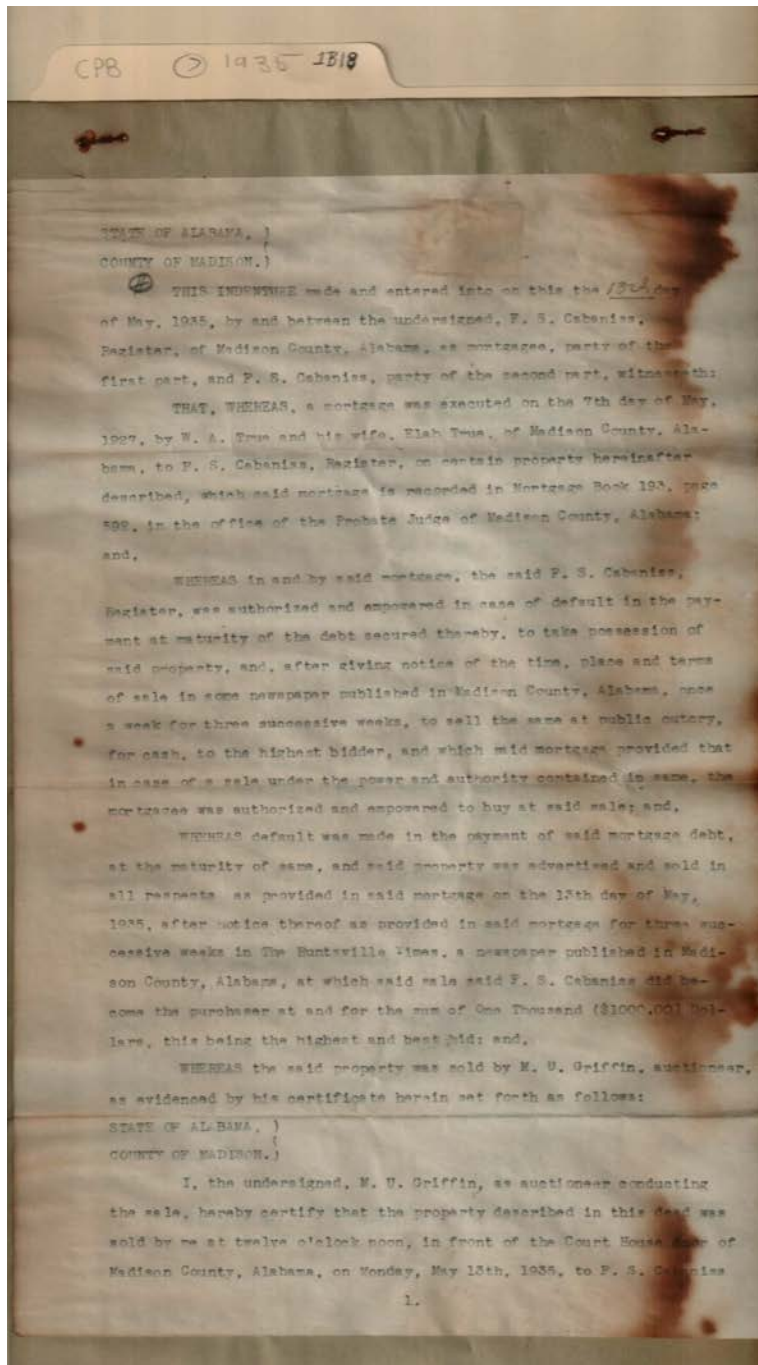 CPB 1935 1B18
STATE OF ALABAMA, )
COUNTY OF MADISON.)
THIS INDENTURE made and entered into on this the 13th day
of May, 1935, by and between the undersigned, F. S. Cabaniss,
Register, of Madison County, Alabama, as mortgagee, party of the
first part, and F. S. Cabaniss, party of the second part, witnesseth:
THAT, WHEREAS, a mortgage was executed on the 7th day of May,
1927, by W. A. True and his wife, Elah True, of Madison County, Ala-
bama, to F. S. Cabaniss, Register, on certain property hereinafter
described, which said mortgage is recorded in Mortgage Book 193, page
592, in the office of the Probate Judge of Madison County, Alabama;
and,
WHEREAS in and by said mortgage, the said F. S. Cabaniss,
Register, was authorized and empowered in case of default in the pay-
ment at maturity of the debt secured thereby, to take possession of
said property, and, after giving notice of the time, place and terms
of sale in some newspaper published in Madison County, Alabama, once
a week for three successive weeks, to sell the same at public outcry,
for cash, to the highest bidder, and which said mortgage provided that
in case of a sale under the power and authority contained in same, the
mortgagee was authorized and empowered to buy at said sale; and,
WHEREAS default was made in the payment of said mortgage debt,
at the maturity of same, and said property was advertised and sold in
all respects as provided in said mortgage on the 13th day of May,
1935, after notice thereof as provided in said mortgage for three suc-
cessive weeks in The Huntsville Times, a newspaper published in Madi-
son County, Alabama, at which said sale said F. S. Cabaniss did be-
come the purchaser at and for the sum of One Thousand ($1000.00) Dol-
lars, this being the highest and best bid; and,
WHEREAS the said property was sold by M. U. Griffin, auctioneer,
as evidenced by his certificate herein set forth as follows:
STATE OF ALABAMA, )
COUNTY OF MADISON.)
I, the undersigned, M. U. Griffin, as auctioneer conducting
the sale, hereby certify that the property described in this deed was
sold by me at twelve o'clock noon, in front of the Court House door of
Madison County, Alabama, on Monday, May 13th, 1935, to F. S. Cabaniss
1.